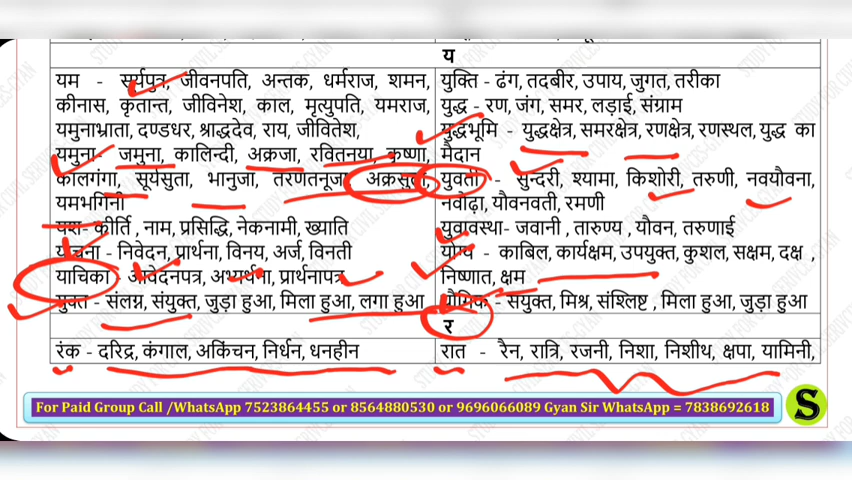 य
यम - सूर्यपुत्र, जीवनपति, अन्तक, धर्मराज, शमन,
कीनास, कृतान्त, जीविनेश, काल, मृत्युपति, यमराज,
यमुनाभ्राता, दण्डधर, श्राद्धदेव, राय, जीवितेश,
यमुना - जमुना, कालिन्दी, अक्रजा, रवितनया, कृष्णा,
कालगंगा, सूर्यसुता, भानुजा, तरणतनूजा, अक्रसुता,
यमभगिनी
यश - कीर्ति , नाम, प्रसिद्धि, नेकनामी, ख्याति
याचना - निवेदन, प्रार्थना, विनय, अर्ज, विनती
याचिका - आवेदनपत्र, अभ्यर्थना, प्रार्थनापत्र
युक्त - संलग्न, संयुक्त, जुड़ा हुआ, मिला हुआ, लगा हुआ
युक्ति - ढंग, तदबीर, उपाय, जुगत, तरीका
युद्ध - रण, जंग, समर, लड़ाई, संग्राम
युद्धभूमि - युद्धक्षेत्र, समरक्षेत्र, रणक्षेत्र, रणस्थल, युद्ध का
मैदान
युवती - सुन्दरी, श्यामा, किशोरी, तरुणी, नवयौवना,
नवोढ़ा, यौवनवती, रमणी
युवावस्था- जवानी , तारुण्य , यौवन, तरुणाई
योग्य - काबिल, कार्यक्षम, उपयुक्त, कुशल, सक्षम, दक्ष ,
निष्णात, क्षम
यौगिक - संयुक्त, मिश्र, संश्लिष्ट , मिला हुआ, जुड़ा हुआ
र
रंक - दरिद्र, कंगाल, अकिंचन, निर्धन, धनहीन
रात - रैन, रात्रि, रजनी, निशा, निशीथ, क्षपा, यामिनी,
For Paid Group Call /WhatsApp 7523864455 or 8564880530 or 9696066089 Gyan Sir WhatsApp = 7838692618
S